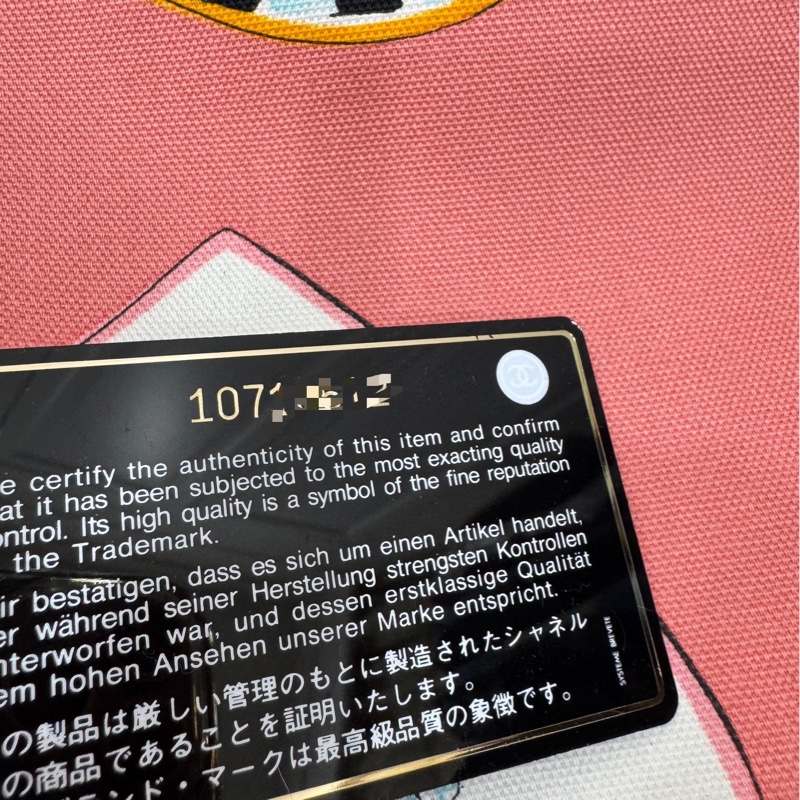 1071
e certify the authenticity of this item and confirm
at it has been subjected to the most exacting quality
ontrol. Its high quality is a symbol of the fine reputation
the Trademark.
ir bestätigen, dass es sich um einen Artikel handelt,
er während seiner Herstellung strengsten Kontrollen
nterworfen war, und dessen erstklassige Qualität
em hohen Ansehen unserer Marke entspricht.
の製品は厳しい管理のもとに製造されたシャネル
の商品であることを証明いたします。
ランド・マークは最高級品質の象徴です。
SYSTEME BREVETE